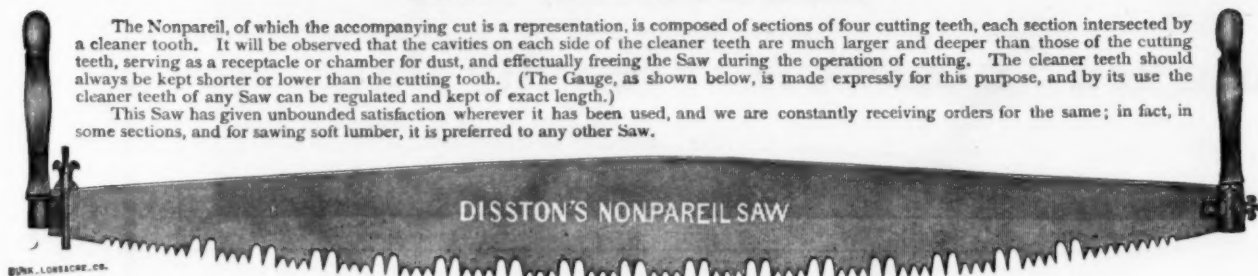 The Nonpareil, of which the accompanying cut is a representation, is composed of sections of four cutting teeth, each section intersected by
a cleaner tooth. It will be observed that the cavities on each side of the cleaner teeth are much larger and deeper than those of the cutting
teeth, serving as a receptacle or chamber for dust, and effectually freeing the Saw during the operation of cutting. The cleaner teeth should
always be kept shorter or lower than the cutting tooth. (The Gauge, as shown below, is made expressly for this purpose, and by its use the
cleaner teeth of any Saw can be regulated and kept of exact length.)
This Saw has given unbounded satisfaction wherever it has been used, and we are constantly receiving orders for the same; in fact, in
some sections, and for sawing soft lumber, it is preferred to any other Saw.
DISSTON'S NONPAREIL SAW
LONGACRE-CO.